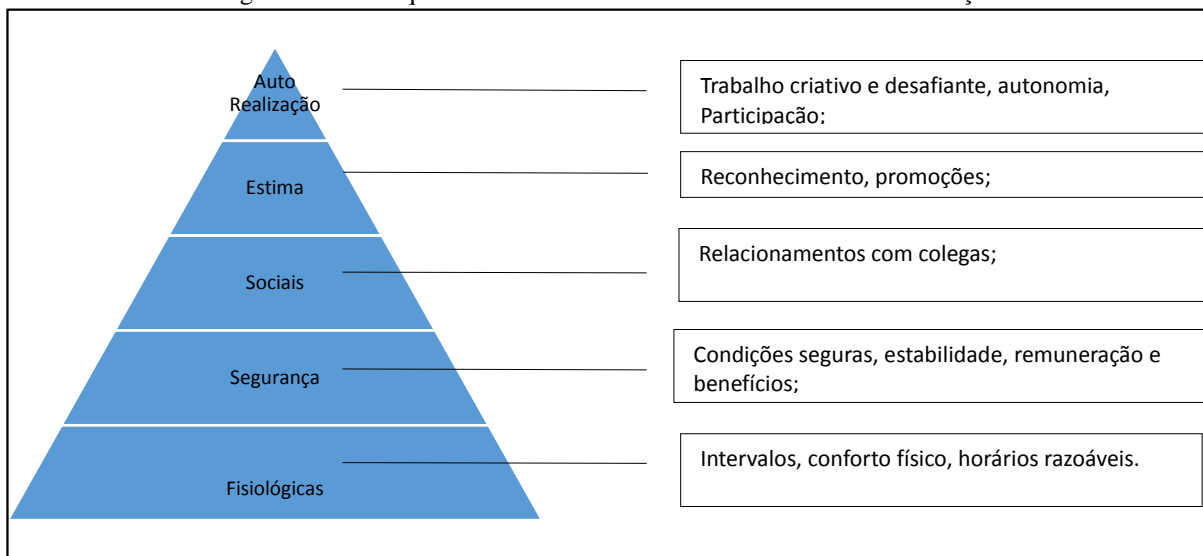 Auto
Realização
Trabalho criativo e desafiante, autonomia,
Participação;
Estima
Reconhecimento, promoções;
Sociais
Relacionamentos com colegas;
Segurança
Condições seguras, estabilidade, remuneração e
benefícios;
Fisiológicas
Intervalos, conforto físico, horários razoáveis.